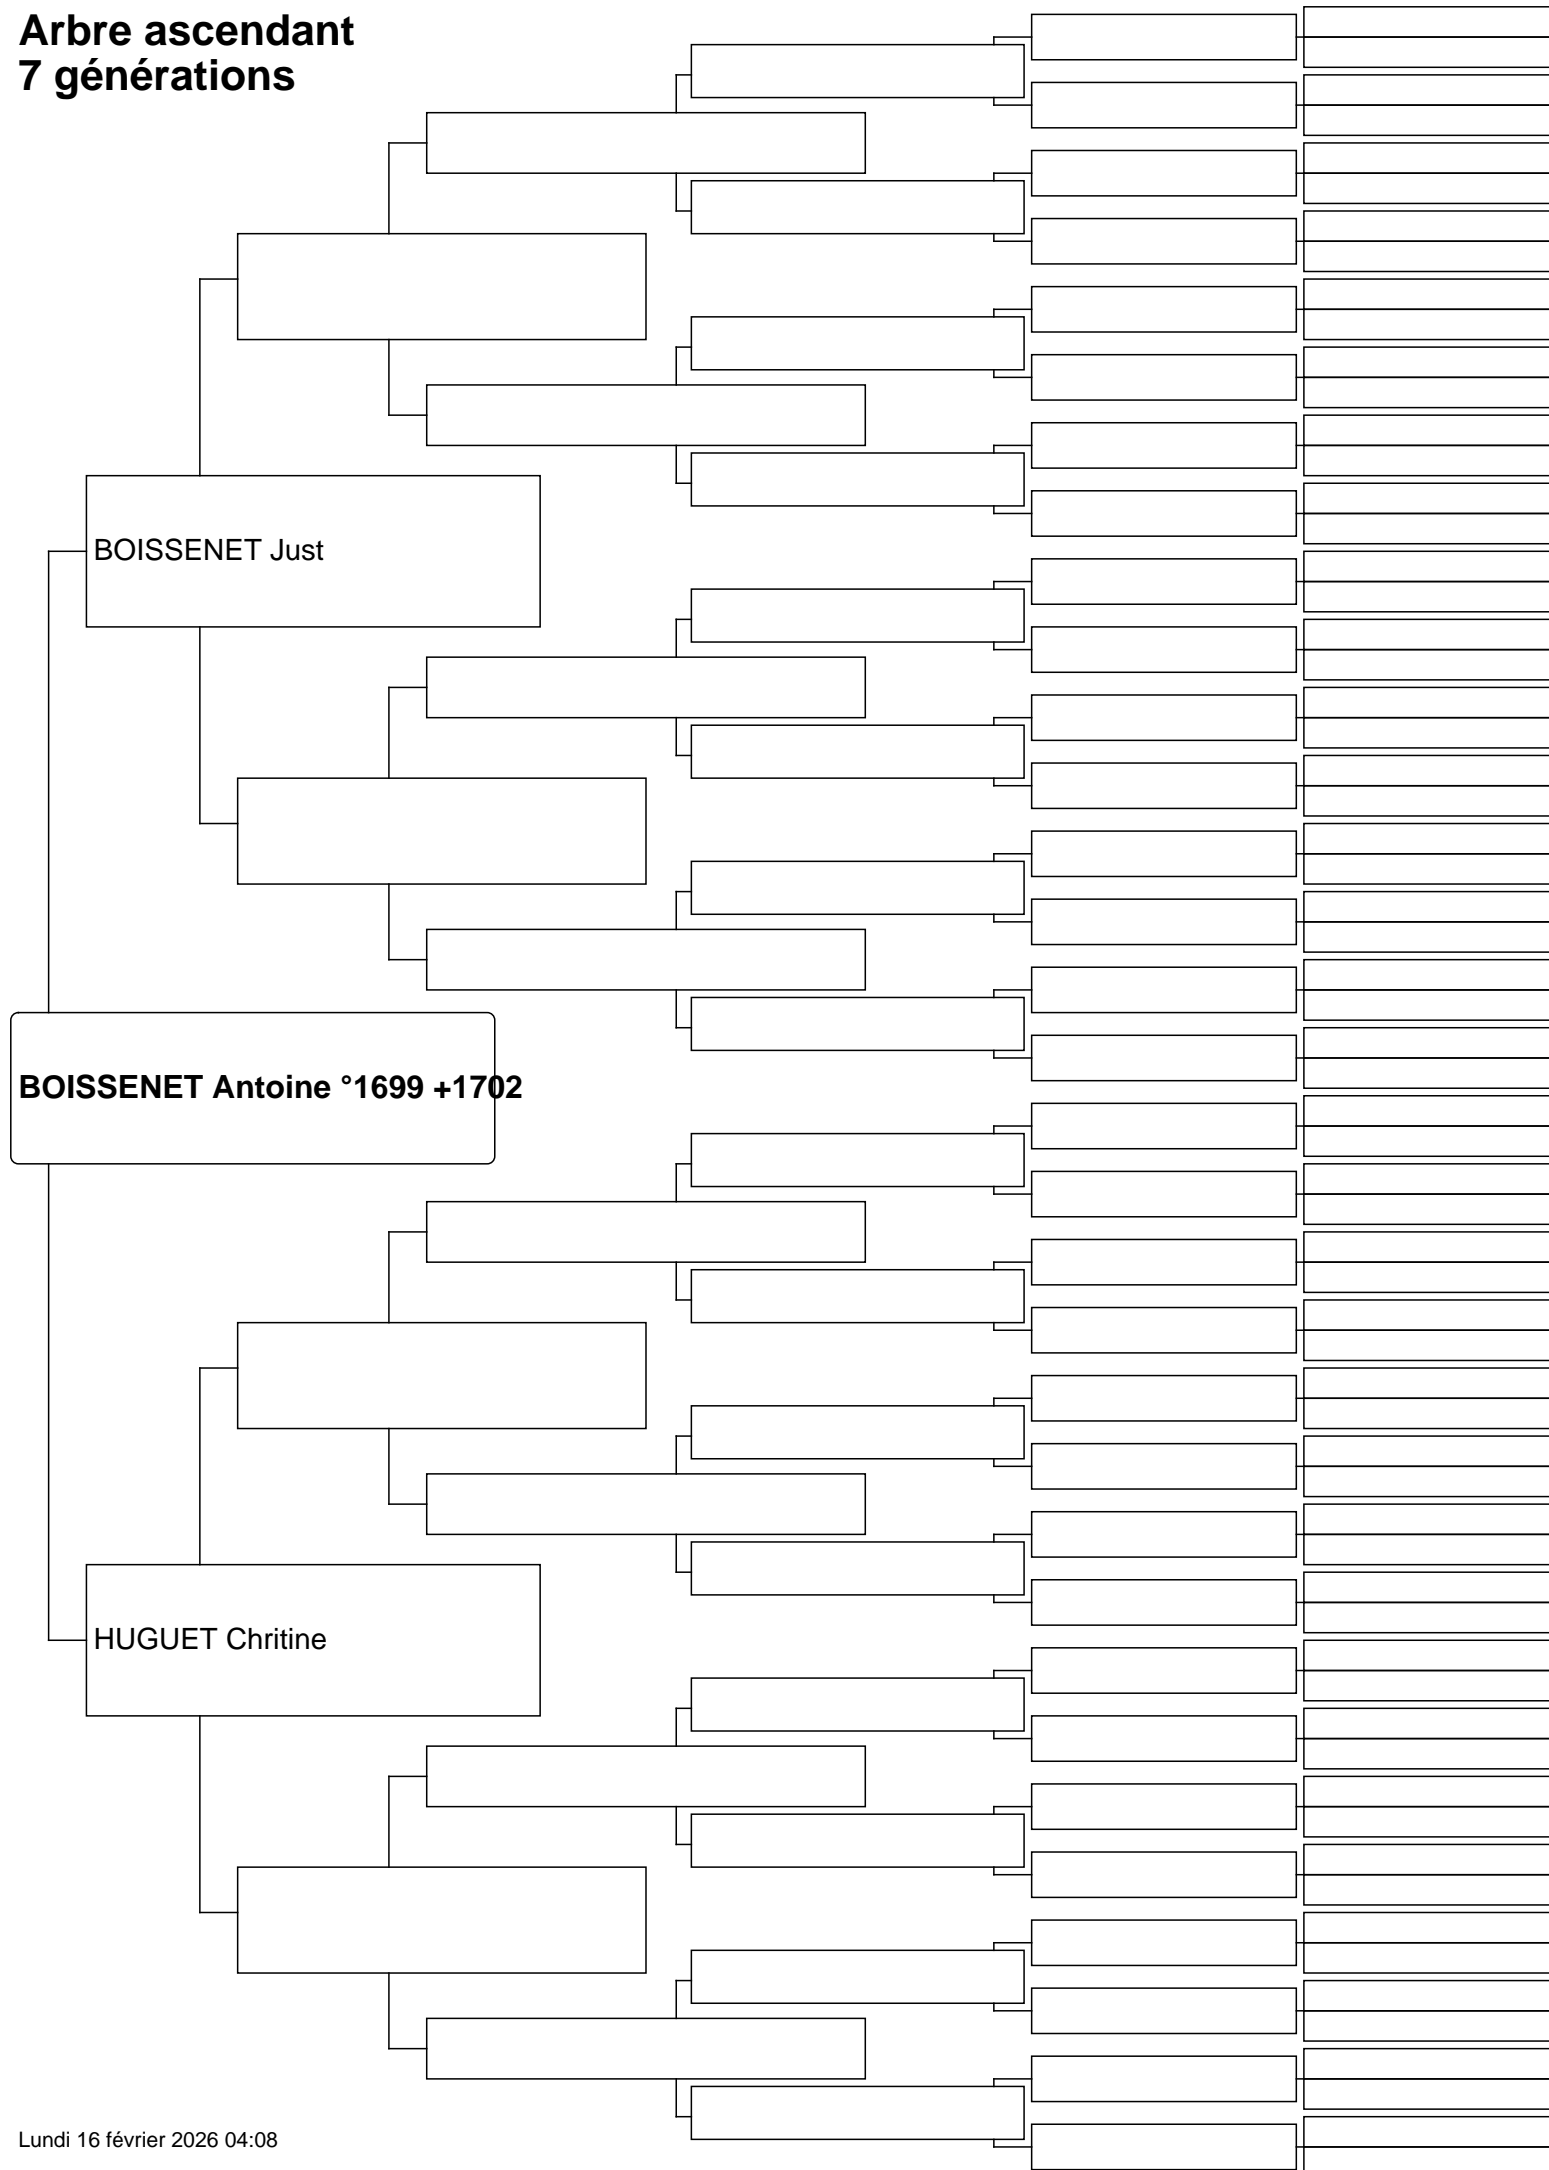 Arbre ascendant
7 générations
BOISSENET Just
BOISSENET Antoine °1699 +1702
HUGUET Chritine
Lundi 16 février 2026 04:08